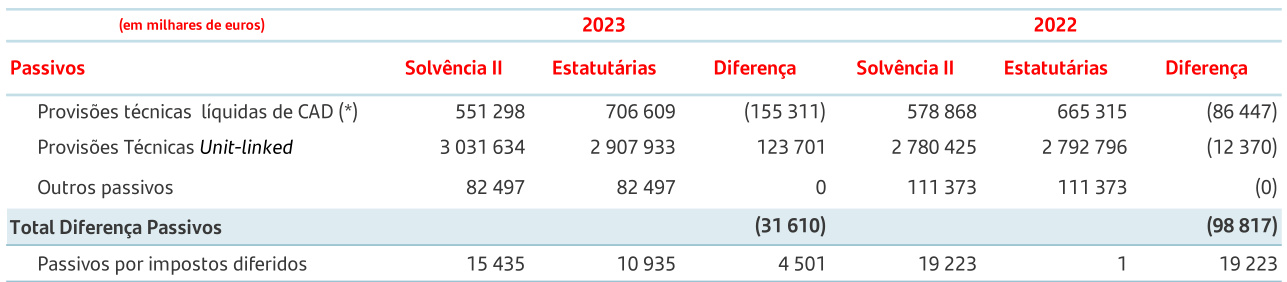 (em milhares de euros) 2023 2022
Passivos Solvência II Estatutárias Diferença Solvência II Estatutárias Diferença
Provisões técnicas líquidas de CAD (*) 551 298 706 609 (155 311) 578 868 665 315 (86 447)
Provisões Técnicas Unit-linked 3 031 634 2 907 933 123 701 2 780 425 2 792 796 (12 370)
Outros passivos 82 497 82 497 0 111 373 111 373 (0)
Total Diferença Passivos (31 610) (98 817)
Passivos por impostos diferidos 15 435 10 935 4 501 19 223 1 19 223